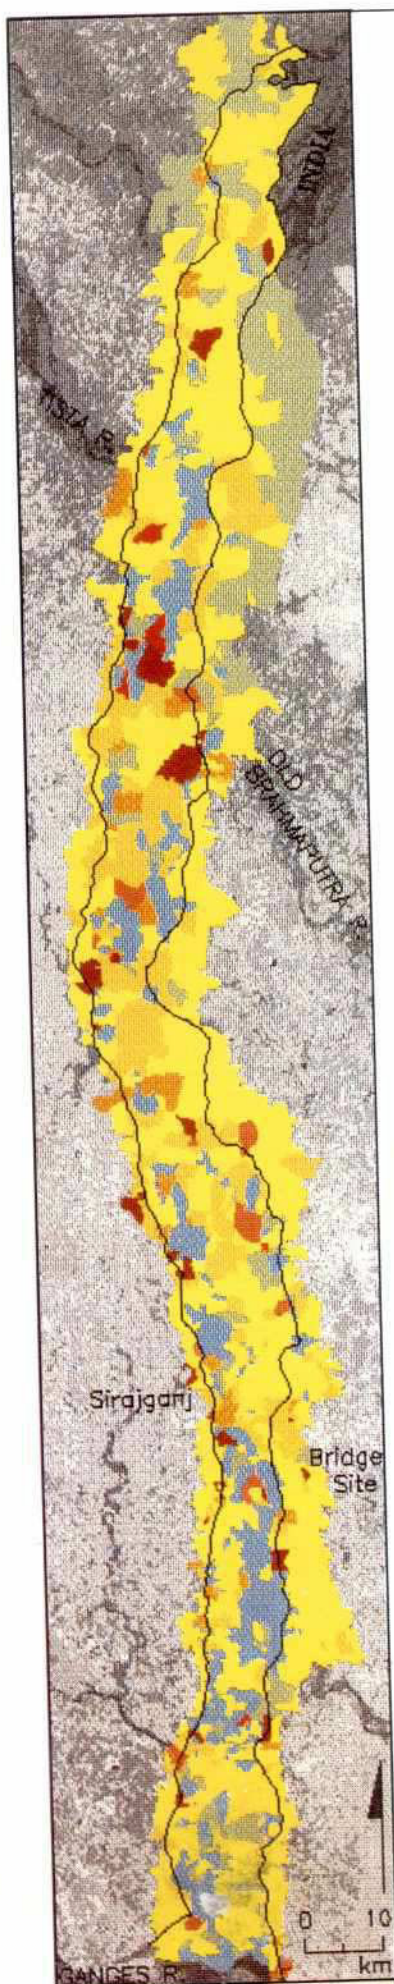 INDIA
TISTA R.
OLD
BRAHMAPUTRA R.
Sirajganj
Bridge
Site
0 10
km
GANGES R.